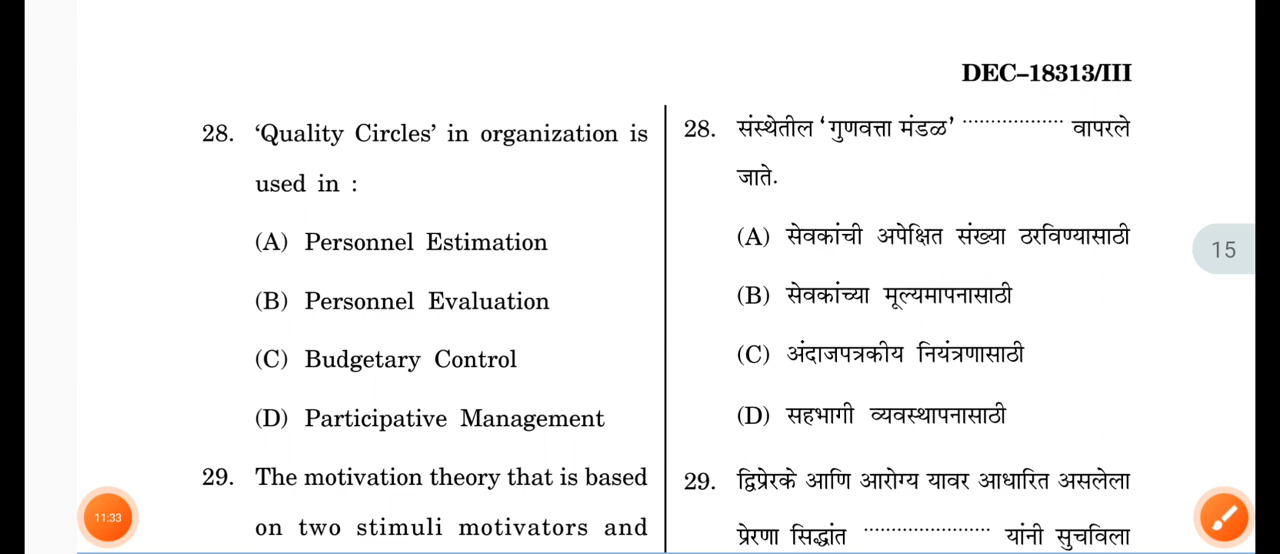 DEC–18313/III
28. ‘Quality Circles’ in organization is
used in :
(A) Personnel Estimation
(B) Personnel Evaluation
(C) Budgetary Control
(D) Participative Management
29. The motivation theory that is based
on two stimuli motivators and
28. संस्थेतील ‘गुणवत्ता मंडळ’ .................. वापरले
जाते.
(A) सेवकांची अपेक्षित संख्या ठरविण्यासाठी
(B) सेवकांच्या मूल्यमापनासाठी
(C) अंदाजपत्रकीय नियंत्रणासाठी
(D) सहभागी व्यवस्थापनासाठी
29. द्विप्रेरके आणि आरोग्य यावर आधारित असलेला
प्रेरणा सिद्धांत ...................... यांनी सुचविला
15
11:33